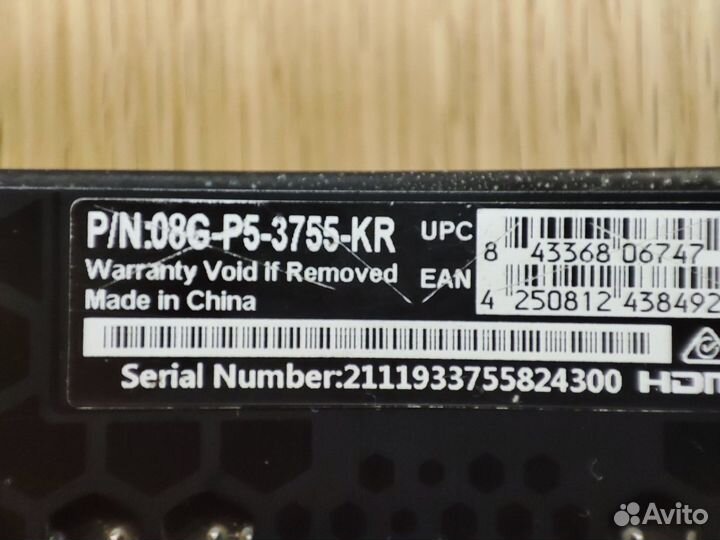 P/N:08G-P5-3755-KR
UPC
8 43368 06747
Warranty Void if Removed
EAN
4 250812 438492
Made in China
Serial Number:2111933755824300
Avito